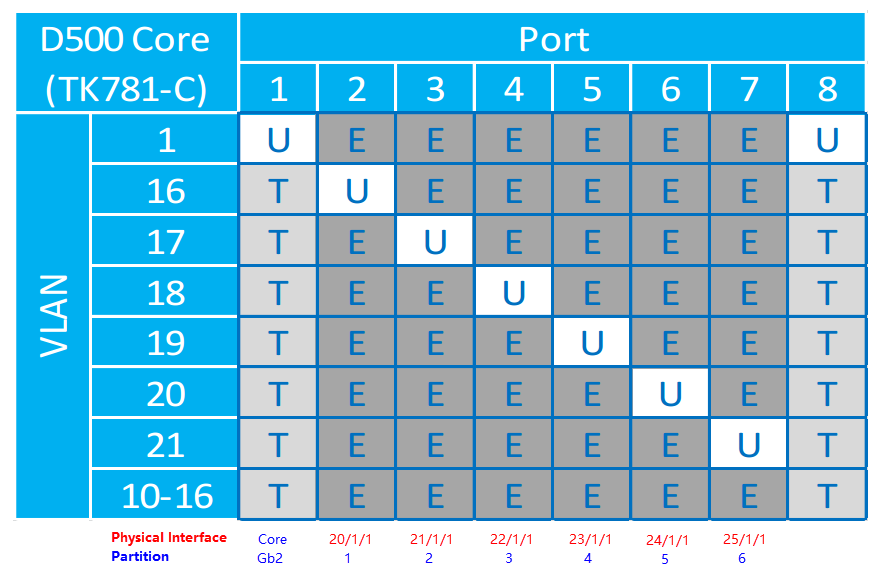 D500 Core Port
(TK781-C) 1 2 3 4 5 6 7 8
VLAN
1 U E E E E E E U
16 T U E E E E E T
17 T E U E E E E T
18 T E E U E E E T
19 T E E E U E E T
20 T E E E E U E T
21 T E E E E E U T
10-16 T E E E E E E T
Physical Interface Core 20/1/1 21/1/1 22/1/1 23/1/1 24/1/1 25/1/1
Partition Gb2 1 2 3 4 5 6